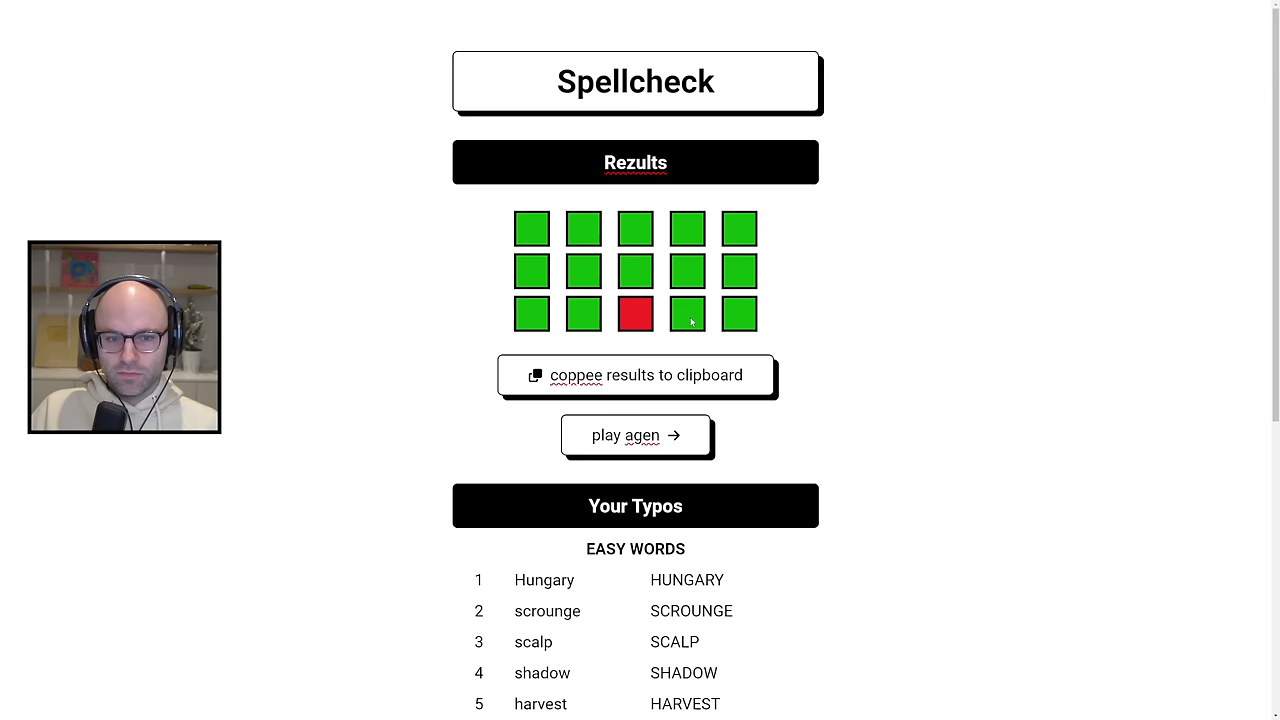 Spellcheck
Rezults
coppee results to clipboard
play agen →
Your Typos
EASY WORDS
1 Hungary HUNGARY
2 scrounge SCROUNGE
3 scalp SCALP
4 shadow SHADOW
5 harvest HARVEST